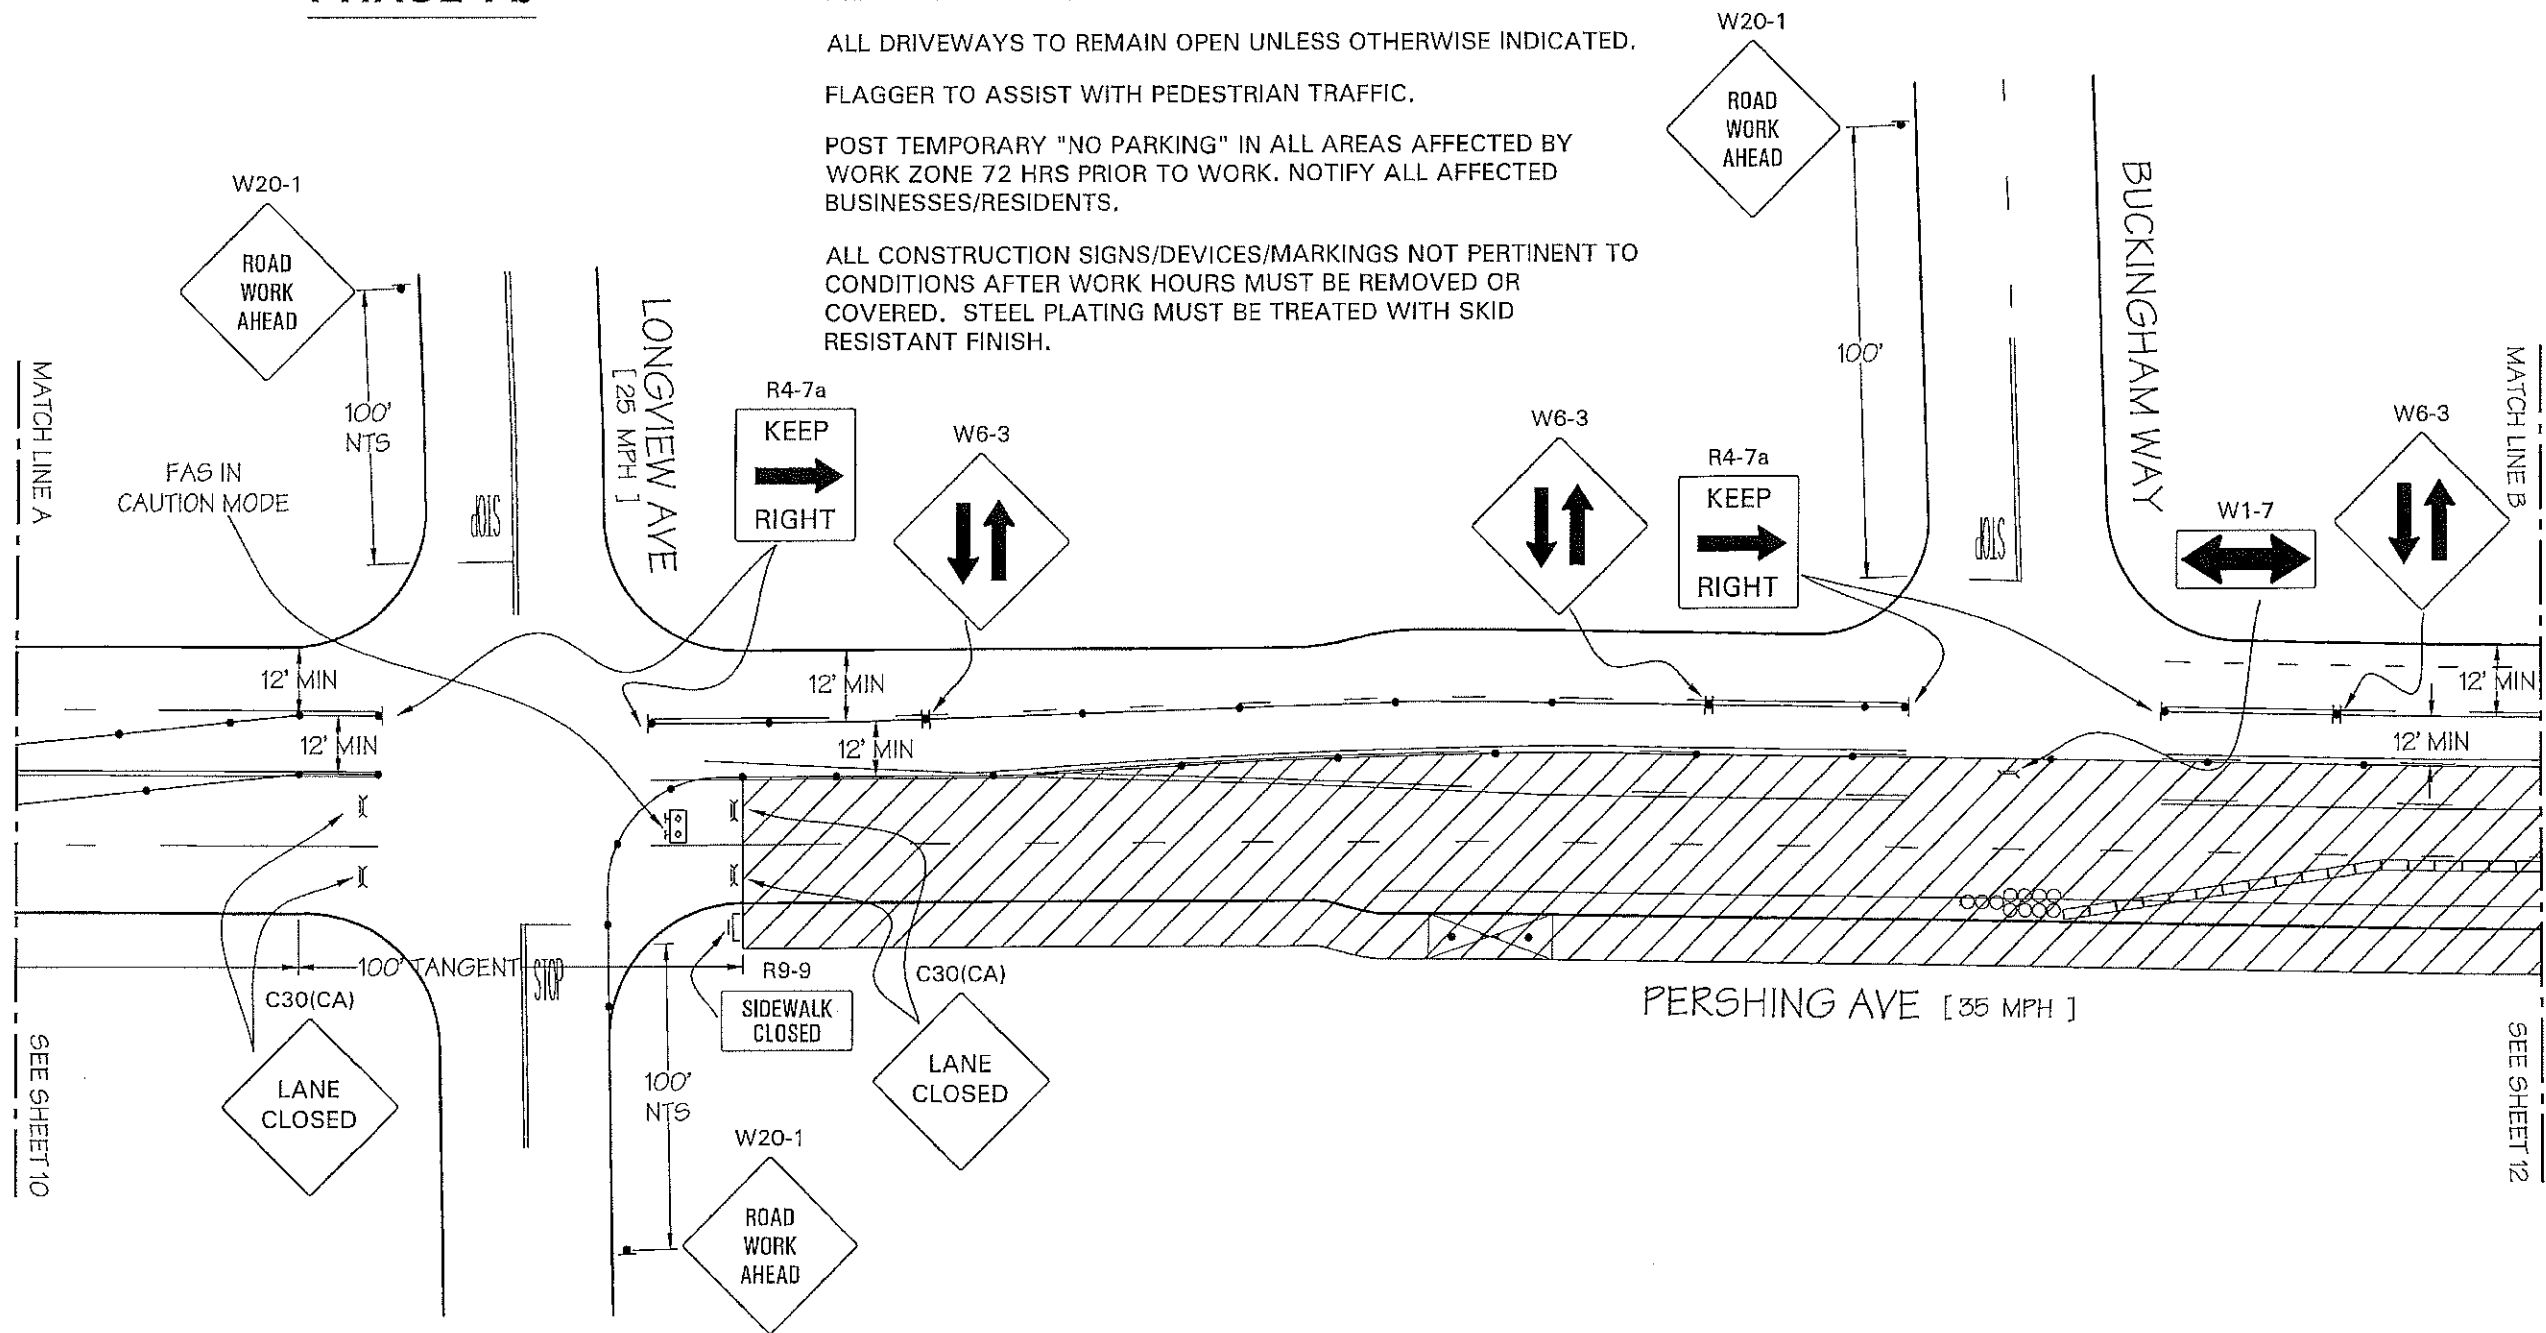 ALL DRIVEWAYS TO REMAIN OPEN UNLESS OTHERWISE INDICATED.
FLAGGER TO ASSIST WITH PEDESTRIAN TRAFFIC.
POST TEMPORARY "NO PARKING" IN ALL AREAS AFFECTED BY
WORK ZONE 72 HRS PRIOR TO WORK. NOTIFY ALL AFFECTED
BUSINESSES/RESIDENTS.
ALL CONSTRUCTION SIGNS/DEVICES/MARKINGS NOT PERTINENT TO
CONDITIONS AFTER WORK HOURS MUST BE REMOVED OR
COVERED. STEEL PLATING MUST BE TREATED WITH SKID
RESISTANT FINISH.
W20-1
ROAD
WORK
AHEAD
W20-1
ROAD
WORK
AHEAD
100'
NTS
100'
MATCH LINE A
FAS IN
CAUTION MODE
STOP
LONGVIEW AVE
[ 25 MPH ]
R4-7a
KEEP
RIGHT
W6-3
W6-3
R4-7a
KEEP
RIGHT
STOP
BUCKINGHAM WAY
W1-7
W6-3
MATCH LINE B
12' MIN
12' MIN
12' MIN
12' MIN
12' MIN
12' MIN
100' TANGENT
STOP
C30(CA)
LANE
CLOSED
R9-9
SIDEWALK
CLOSED
C30(CA)
LANE
CLOSED
PERSHING AVE [ 35 MPH ]
SEE SHEET 10
100'
NTS
W20-1
ROAD
WORK
AHEAD
SEE SHEET 12